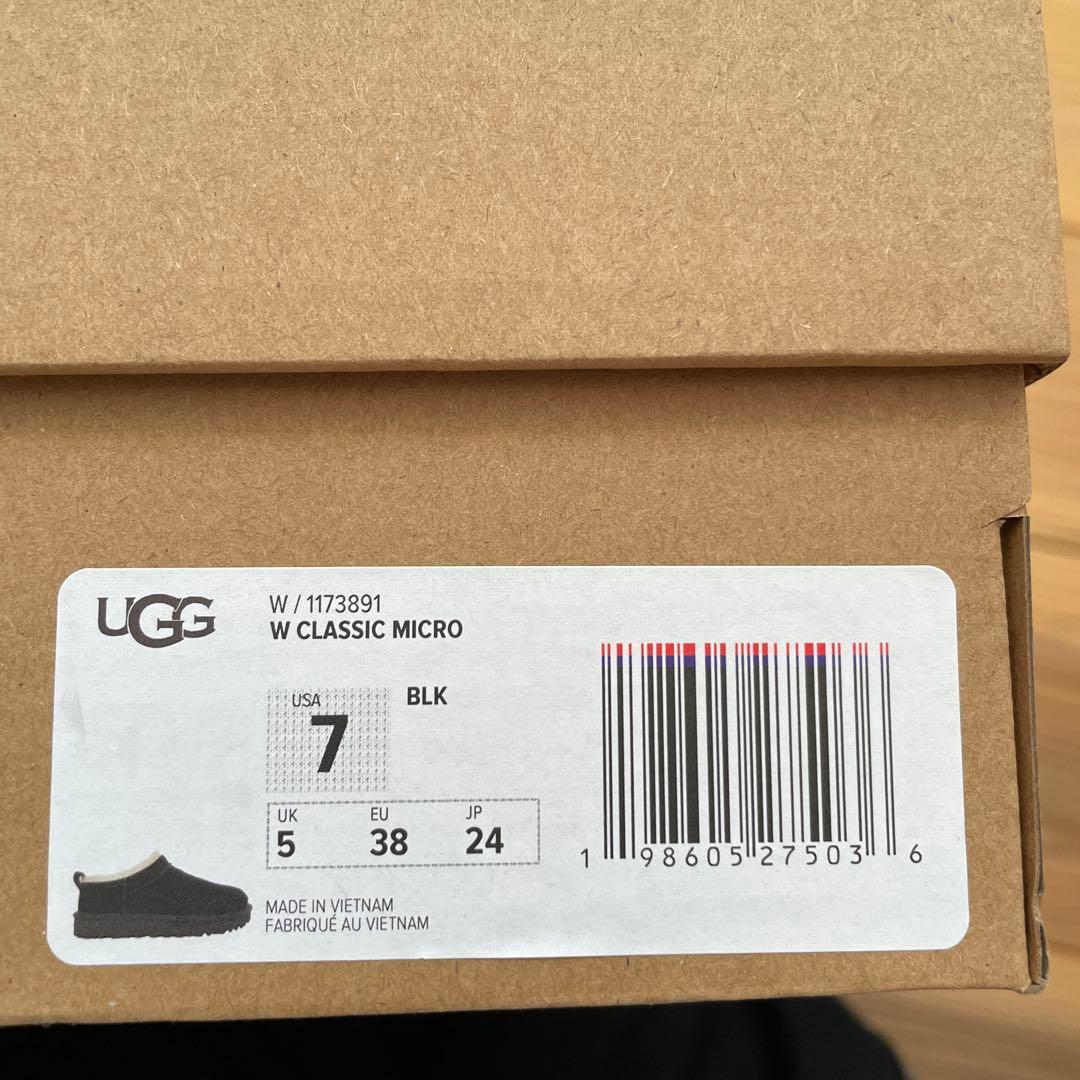 UGG
W / 1173891
W CLASSIC MICRO
USA
7
BLK
UK EU JP
5 38 24
MADE IN VIETNAM
FABRIQUÉ AU VIETNAM
1 98605 27503 6